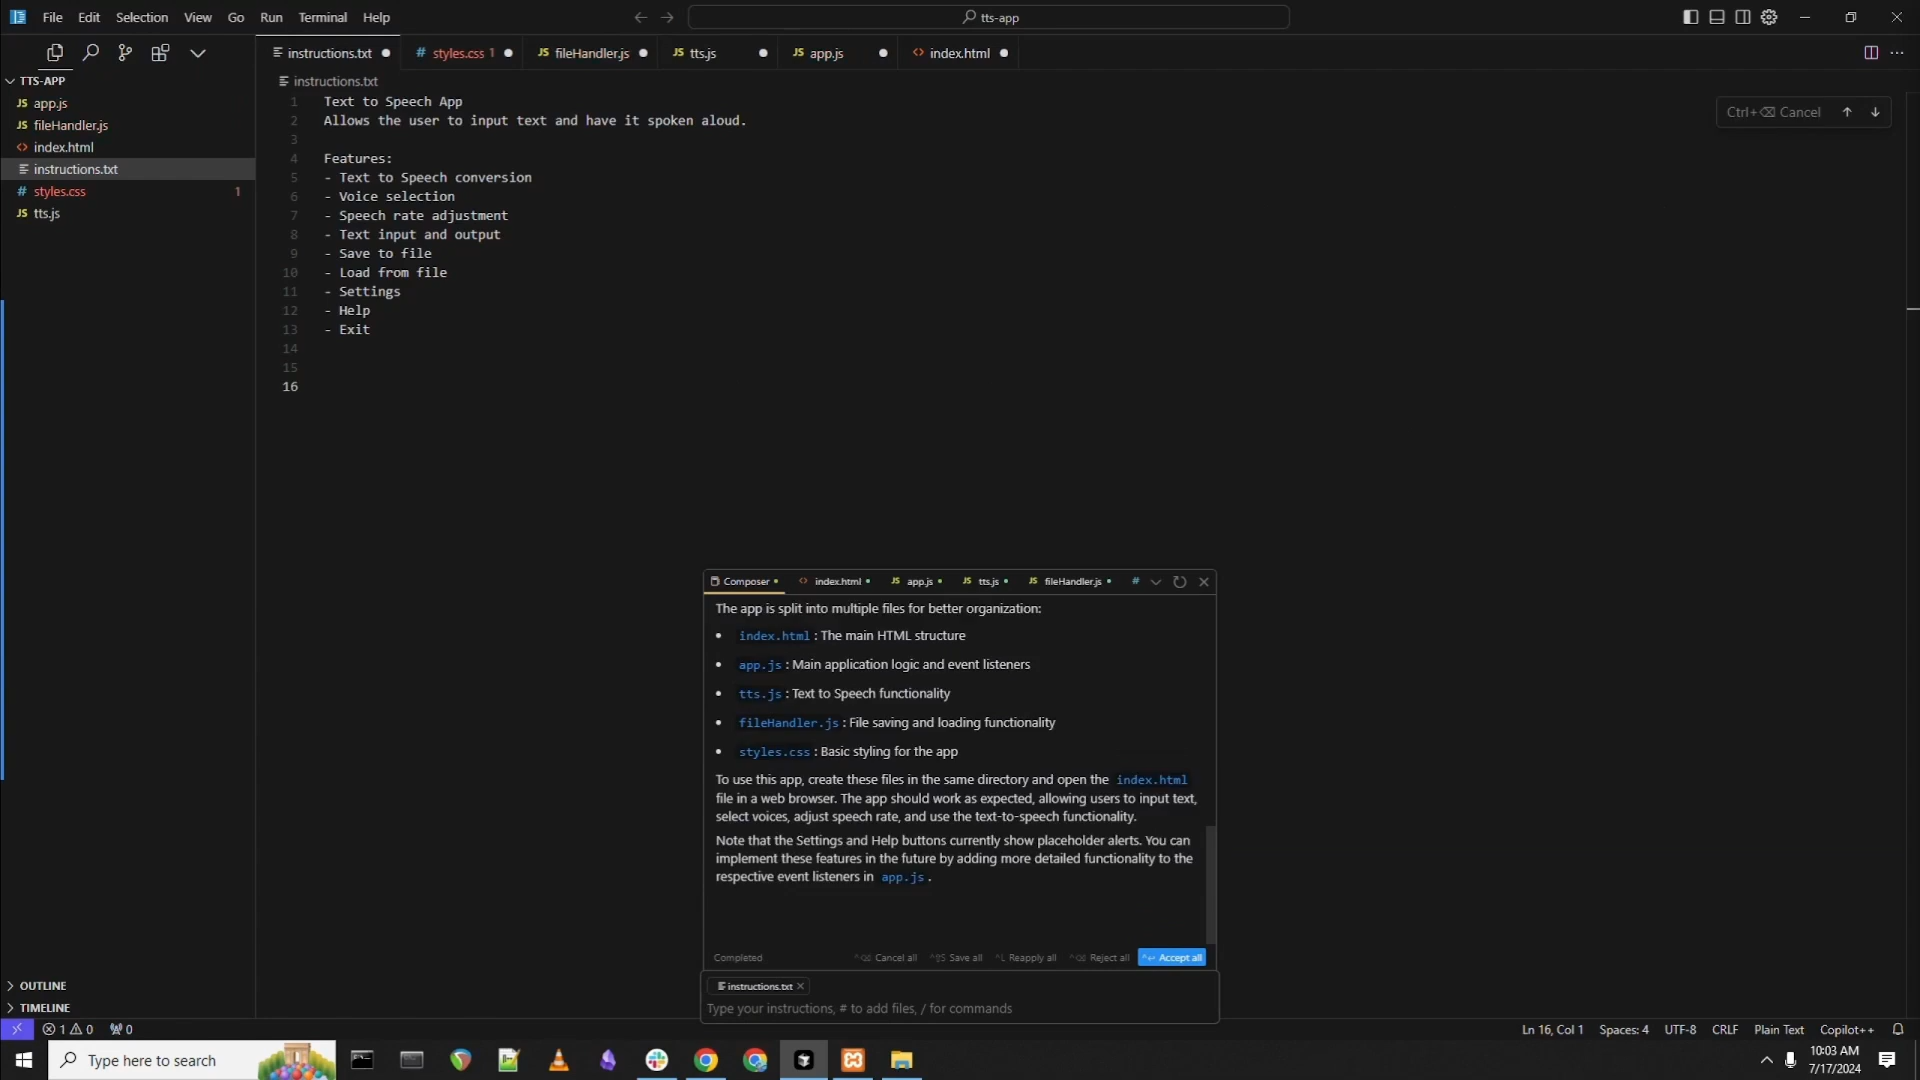 File Edit Selection View Go Run Terminal Help
tts-app
instructions.txt
# styles.css 1
JS fileHandler.js
JS tts.js
JS app.js
<> index.html
TTS-APP
JS app.js
JS fileHandler.js
<> index.html
instructions.txt
# styles.css 1
JS tts.js
instructions.txt
1 Text to Speech App
2 Allows the user to input text and have it spoken aloud.
3
4 Features:
5 - Text to Speech conversion
6 - Voice selection
7 - Speech rate adjustment
8 - Text input and output
9 - Save to file
10 - Load from file
11 - Settings
12 - Help
13 - Exit
14
15
16
Ctrl+⌫ Cancel ↑ ↓
Composer
<> index.html
JS app.js
JS tts.js
JS fileHandler.js
#
The app is split into multiple files for better organization:
• index.html : The main HTML structure
• app.js : Main application logic and event listeners
• tts.js : Text to Speech functionality
• fileHandler.js : File saving and loading functionality
• styles.css : Basic styling for the app
To use this app, create these files in the same directory and open the index.html
file in a web browser. The app should work as expected, allowing users to input text,
select voices, adjust speech rate, and use the text-to-speech functionality.
Note that the Settings and Help buttons currently show placeholder alerts. You can
implement these features in the future by adding more detailed functionality to the
respective event listeners in app.js .
Completed
^⌫ Cancel all ^⇧S Save all ^L Reapply all ^⌫ Reject all ^↵ Accept all
instructions.txt
Type your instructions, # to add files, / for commands
OUTLINE
TIMELINE
1 0 0
Ln 16, Col 1 Spaces: 4 UTF-8 CRLF Plain Text Copilot++
Type here to search
10:03 AM
7/17/2024